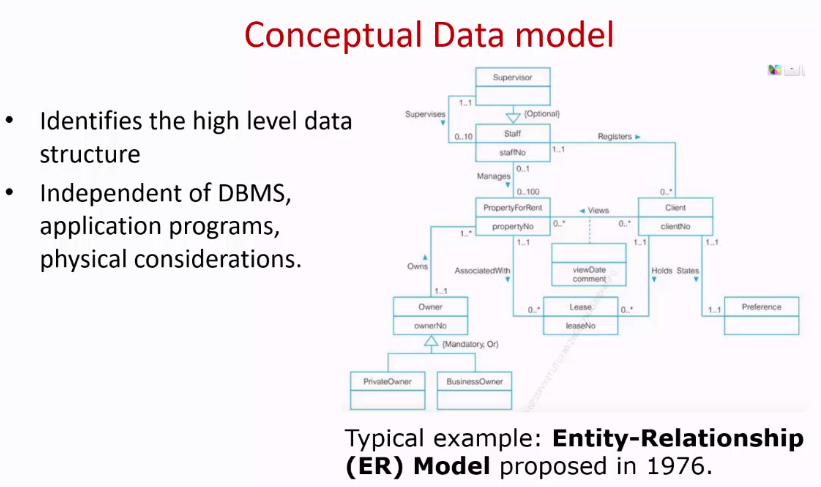 Conceptual Data model
• Identifies the high level data
structure
• Independent of DBMS,
application programs,
physical considerations.
Supervisor
1..1
Supervises
{Optional}
0..10
Staff
staffNo
Registers
1..1
0..1
Manages
0..100
0..*
PropertyForRent
propertyNo
Views
0..*
0..*
Client
clientNo
1..*
1..1
1..1
1..1
viewDate
comment
Owns
AssociatedWith
Holds
States
1..1
Owner
ownerNo
0..*
Lease
leaseNo
0..*
1..1
Preference
{Mandatory, Or}
PrivateOwner
BusinessOwner
Typical example: Entity-Relationship
(ER) Model proposed in 1976.